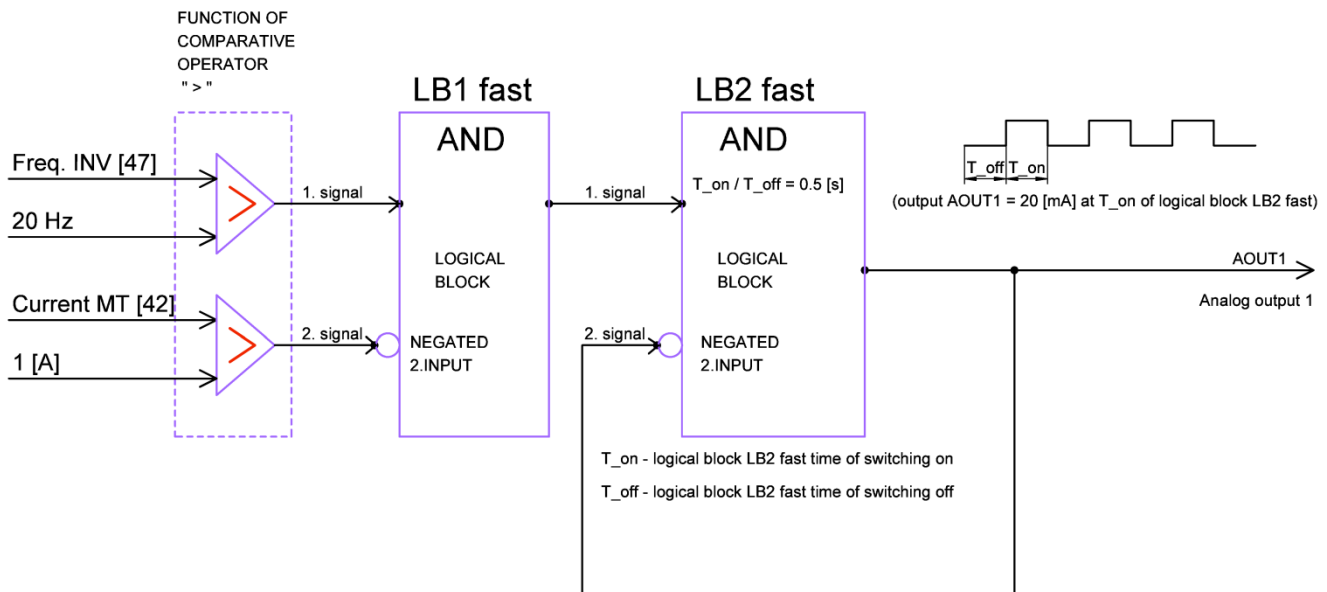 FUNCTION OF
COMPARATIVE
OPERATOR
" > "
LB1 fast
LB2 fast
AND
AND
Freq. INV [47]
1. signal
1. signal
T_on / T_off = 0.5 [s]
T_off
T_on
(output AOUT1 = 20 [mA] at T_on of logical block LB2 fast)
20 Hz
LOGICAL
BLOCK
LOGICAL
BLOCK
AOUT1
Analog output 1
Current MT [42]
2. signal
NEGATED
2.INPUT
2. signal
NEGATED
2.INPUT
1 [A]
T_on - logical block LB2 fast time of switching on
T_off - logical block LB2 fast time of switching off